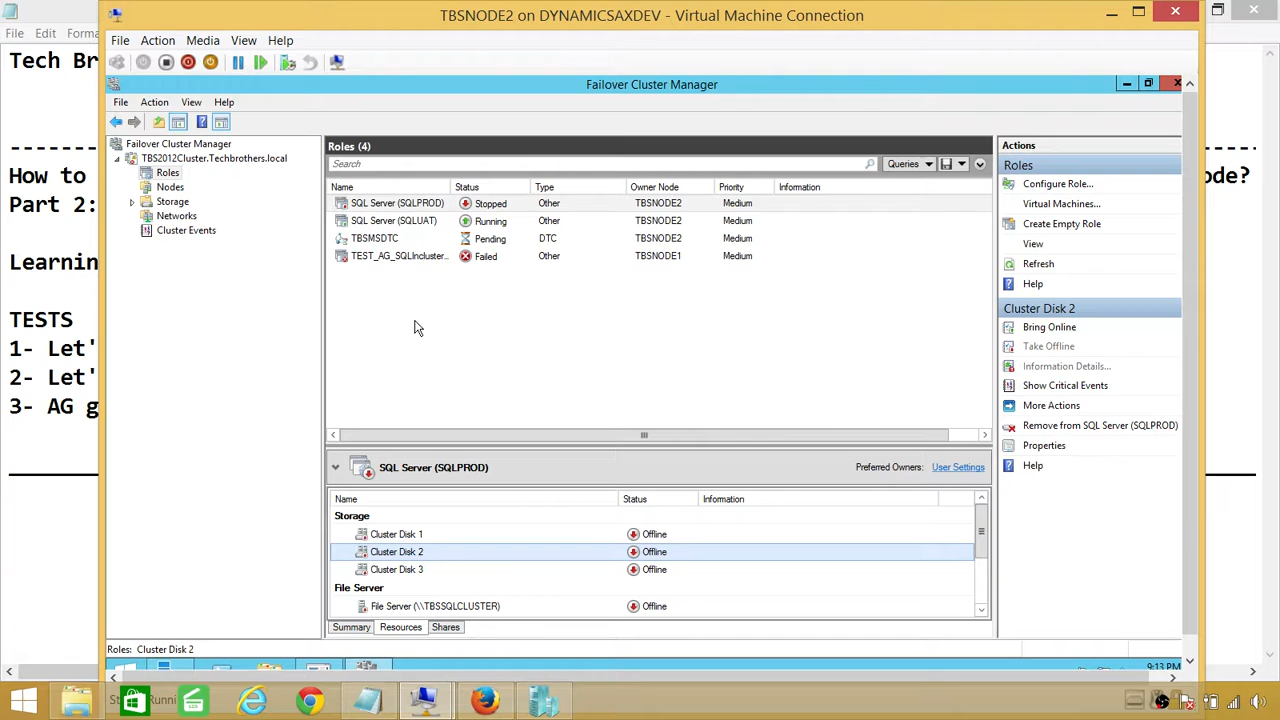 TBSNODE2 on DYNAMICSAXDEV - Virtual Machine Connection
File Edit Forma
File Action Media View Help
Tech Br
Failover Cluster Manager
File Action View Help
Failover Cluster Manager
TBS2012Cluster.Techbrothers.local
Roles
Nodes
Storage
Networks
Cluster Events
Roles (4)
Search
Queries
Name Status Type Owner Node Priority Information
SQL Server (SQLPROD) Stopped Other TBSNODE2 Medium
SQL Server (SQLUAT) Running Other TBSNODE2 Medium
TBSMSDTC Pending DTC TBSNODE2 Medium
TEST_AG_SQLIncluster... Failed Other TBSNODE1 Medium
SQL Server (SQLPROD)
Preferred Owners: User Settings
Name Status Information
Storage
Cluster Disk 1 Offline
Cluster Disk 2 Offline
Cluster Disk 3 Offline
File Server
File Server (\\TBSSQLCLUSTER) Offline
Summary Resources Shares
Roles: Cluster Disk 2
Actions
Roles
Configure Role...
Virtual Machines...
Create Empty Role
View
Refresh
Help
Cluster Disk 2
Bring Online
Take Offline
Information Details...
Show Critical Events
More Actions
Remove from SQL Server (SQLPROD)
Properties
Help
How to
ode?
Part 2:
Learnin
TESTS
1- Let'
2- Let'
3- AG g
9:13 PM
Runni